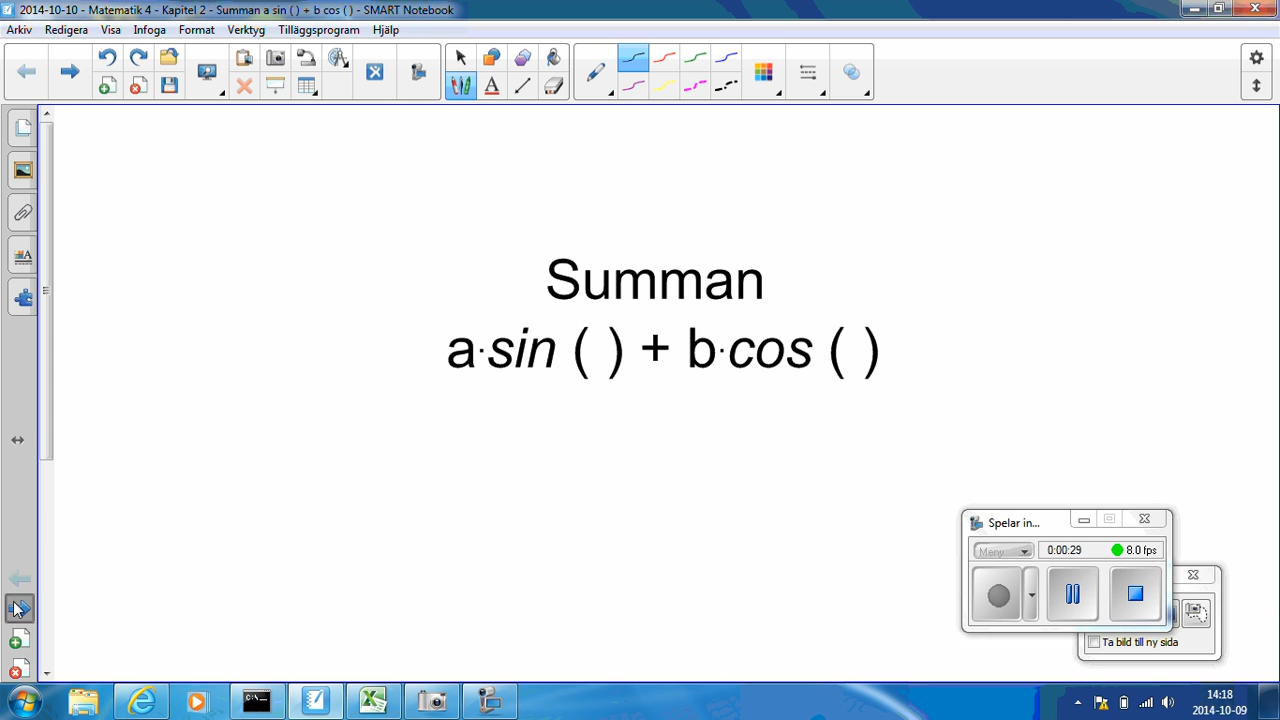 2014-10-10 - Matematik 4 - Kapitel 2 - Summan a sin ( ) + b cos ( ) - SMART Notebook
Arkiv Redigera Visa Infoga Format Verktyg Tilläggsprogram Hjälp
Summan
a·sin ( ) + b·cos ( )
Spelar in...
Meny 0:00:29 8.0 fps
Ta bild till ny sida
14:18
2014-10-09